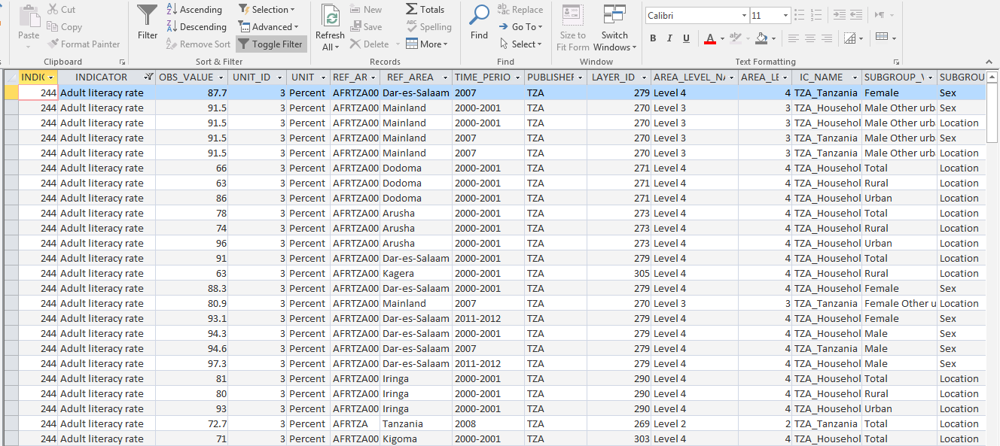 Cut
Copy
Format Painter
Paste
Clipboard
Filter
Ascending
Descending
Remove Sort
Selection
Advanced
Toggle Filter
Sort & Filter
Refresh
All
New
Save
Delete
Totals
Spelling
More
Records
Find
Replace
Go To
Select
Find
Size to
Fit Form
Switch
Windows
Window
Calibri
11
B I U
Text Formatting
INDIC INDICATOR OBS_VALUE UNIT_ID UNIT REF_AR REF_AREA TIME_PERIO PUBLISHER LAYER_ID AREA_LEVEL_NA AREA_LE IC_NAME SUBGROUP_V SUBGROU
244 Adult literacy rate 87.7 3 Percent AFRTZA00 Dar-es-Salaam 2007 TZA 279 Level 4 4 TZA_Tanzania Female Sex
244 Adult literacy rate 91.5 3 Percent AFRTZA00 Mainland 2000-2001 TZA 270 Level 3 3 TZA_Househol Male Other urb Sex
244 Adult literacy rate 91.5 3 Percent AFRTZA00 Mainland 2000-2001 TZA 270 Level 3 3 TZA_Househol Male Other urb Location
244 Adult literacy rate 91.5 3 Percent AFRTZA00 Mainland 2007 TZA 270 Level 3 3 TZA_Tanzania Male Other urb Sex
244 Adult literacy rate 91.5 3 Percent AFRTZA00 Mainland 2007 TZA 270 Level 3 3 TZA_Tanzania Male Other urb Location
244 Adult literacy rate 66 3 Percent AFRTZA00 Dodoma 2000-2001 TZA 271 Level 4 4 TZA_Househol Total Location
244 Adult literacy rate 63 3 Percent AFRTZA00 Dodoma 2000-2001 TZA 271 Level 4 4 TZA_Househol Rural Location
244 Adult literacy rate 86 3 Percent AFRTZA00 Dodoma 2000-2001 TZA 271 Level 4 4 TZA_Househol Urban Location
244 Adult literacy rate 78 3 Percent AFRTZA00 Arusha 2000-2001 TZA 273 Level 4 4 TZA_Househol Total Location
244 Adult literacy rate 74 3 Percent AFRTZA00 Arusha 2000-2001 TZA 273 Level 4 4 TZA_Househol Rural Location
244 Adult literacy rate 96 3 Percent AFRTZA00 Arusha 2000-2001 TZA 273 Level 4 4 TZA_Househol Urban Location
244 Adult literacy rate 91 3 Percent AFRTZA00 Dar-es-Salaam 2000-2001 TZA 279 Level 4 4 TZA_Househol Total Location
244 Adult literacy rate 63 3 Percent AFRTZA00 Kagera 2000-2001 TZA 305 Level 4 4 TZA_Househol Rural Location
244 Adult literacy rate 88.3 3 Percent AFRTZA00 Dar-es-Salaam 2000-2001 TZA 279 Level 4 4 TZA_Househol Female Sex
244 Adult literacy rate 80.9 3 Percent AFRTZA00 Mainland 2007 TZA 270 Level 3 3 TZA_Tanzania Female Other u Location
244 Adult literacy rate 93.1 3 Percent AFRTZA00 Dar-es-Salaam 2011-2012 TZA 279 Level 4 4 TZA_Househol Female Sex
244 Adult literacy rate 94.3 3 Percent AFRTZA00 Dar-es-Salaam 2000-2001 TZA 279 Level 4 4 TZA_Househol Male Sex
244 Adult literacy rate 94.6 3 Percent AFRTZA00 Dar-es-Salaam 2007 TZA 279 Level 4 4 TZA_Tanzania Male Sex
244 Adult literacy rate 97.3 3 Percent AFRTZA00 Dar-es-Salaam 2011-2012 TZA 279 Level 4 4 TZA_Househol Male Sex
244 Adult literacy rate 81 3 Percent AFRTZA00 Iringa 2000-2001 TZA 290 Level 4 4 TZA_Househol Total Location
244 Adult literacy rate 80 3 Percent AFRTZA00 Iringa 2000-2001 TZA 290 Level 4 4 TZA_Househol Rural Location
244 Adult literacy rate 93 3 Percent AFRTZA00 Iringa 2000-2001 TZA 290 Level 4 4 TZA_Househol Urban Location
244 Adult literacy rate 72.7 3 Percent AFRTZA Tanzania 2008 TZA 269 Level 2 2 TZA_Tanzania Total Location
244 Adult literacy rate 71 3 Percent AFRTZA00 Kigoma 2000-2001 TZA 303 Level 4 4 TZA_Househol Total Location